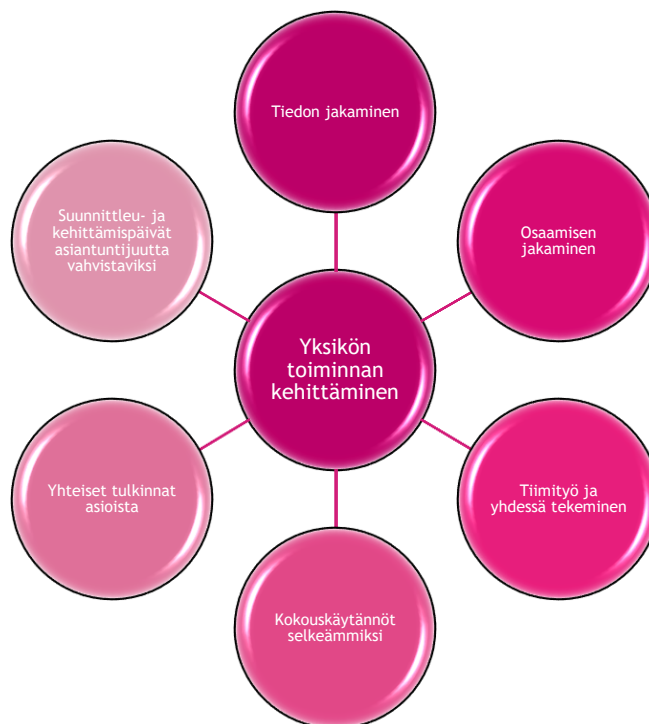 Tiedon jakaminen
Osaamisen
jakaminen
Tiimityö ja
yhdessä tekeminen
Kokouskäytännöt
selkeämmiksi
Yhteiset tulkinnat
asioista
Suunnittleu- ja
kehittämispäivät
asiantuntijuutta
vahvistaviksi
Yksikön
toiminnan
kehittäminen